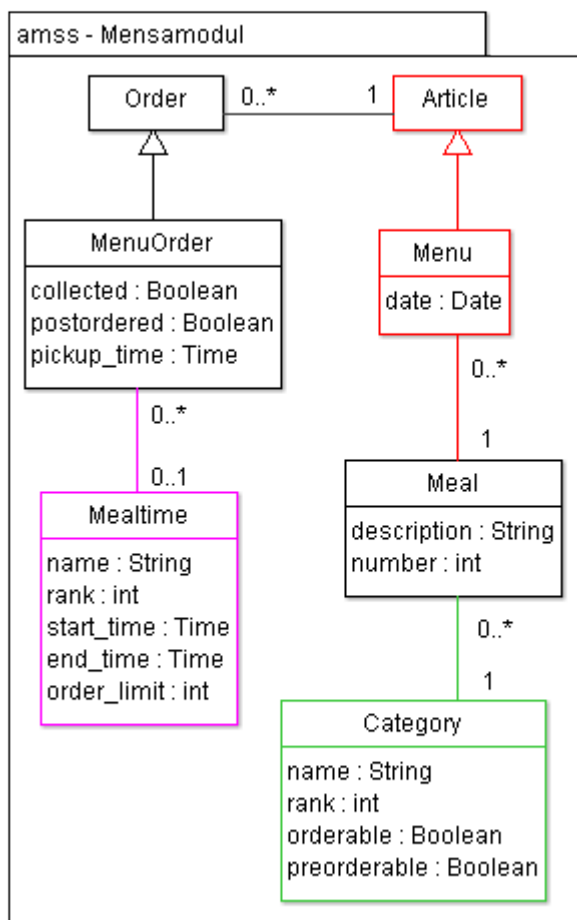 amss - Mensamodul
Order
0..*
1
Article
MenuOrder
collected : Boolean
postordered : Boolean
pickup_time : Time
Menu
date : Date
0..*
0..1
0..*
1
Mealtime
name : String
rank : int
start_time : Time
end_time : Time
order_limit : int
Meal
description : String
number : int
0..*
1
Category
name : String
rank : int
orderable : Boolean
preorderable : Boolean